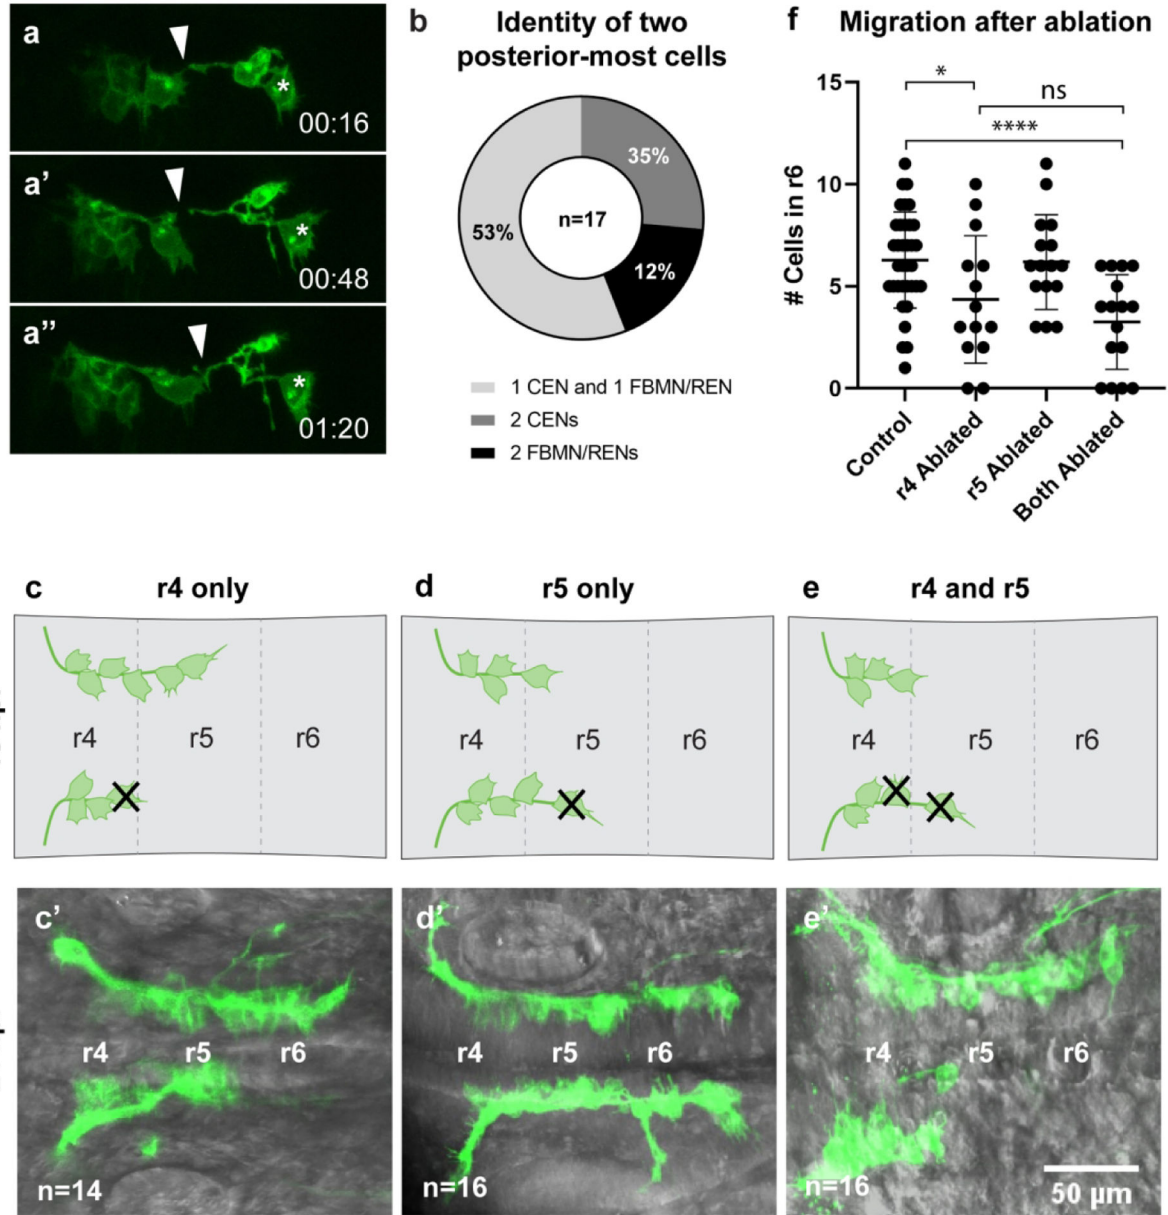 a
*
00:16
a’
*
00:48
a’’
*
01:20
b
Identity of two
posterior-most cells
35%
53%
n=17
12%
1 CEN and 1 FBMN/REN
2 CENs
2 FBMN/RENs
f
Migration after ablation
*
ns
****
15
10
5
0
# Cells in r6
Control
r4 Ablated
r5 Ablated
Both Ablated
c
r4 only
r4
r5
r6
d
r5 only
r4
r5
r6
e
r4 and r5
r4
r5
r6
c’
r4
r5
r6
n=14
d’
r4
r5
r6
n=16
e’
r4
r5
r6
n=16
50 µm